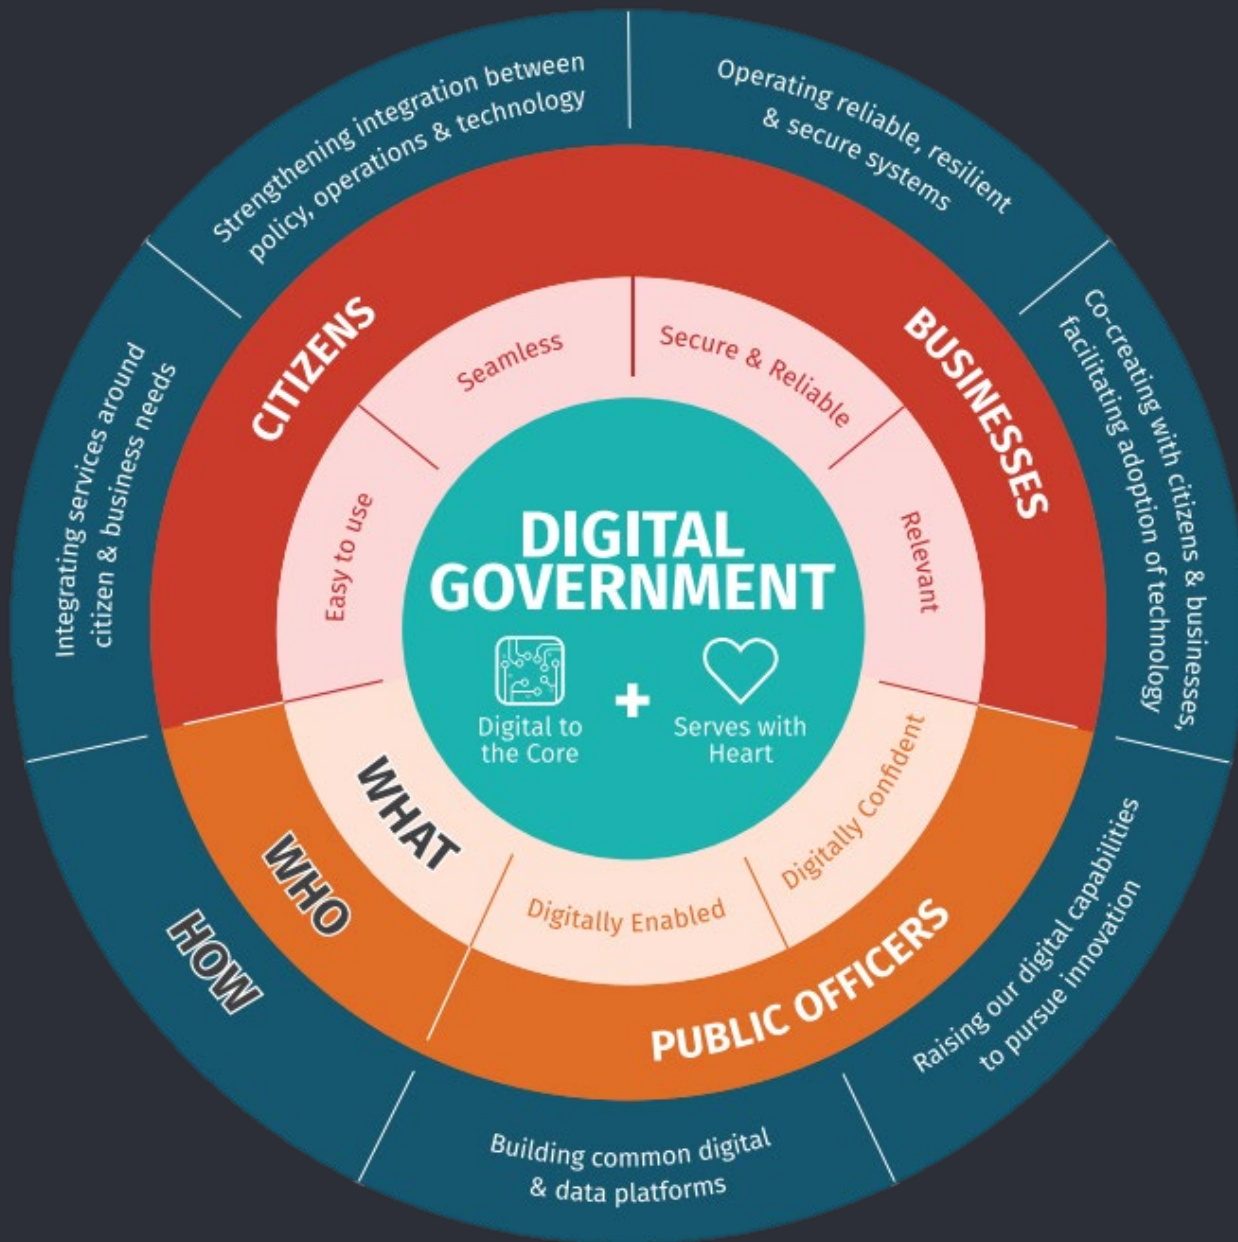 DIGITAL
GOVERNMENT
Digital to
the Core
+
Serves with
Heart
WHAT
Easy to use
Seamless
Secure & Reliable
Relevant
Digitally Confident
Digitally Enabled
WHO
CITIZENS
BUSINESSES
PUBLIC OFFICERS
HOW
Integrating services around
citizen & business needs
Strengthening integration between
policy, operations & technology
Operating reliable, resilient
& secure systems
Co-creating with citizens & businesses,
facilitating adoption of technology
Raising our digital capabilities
to pursue innovation
Building common digital
& data platforms